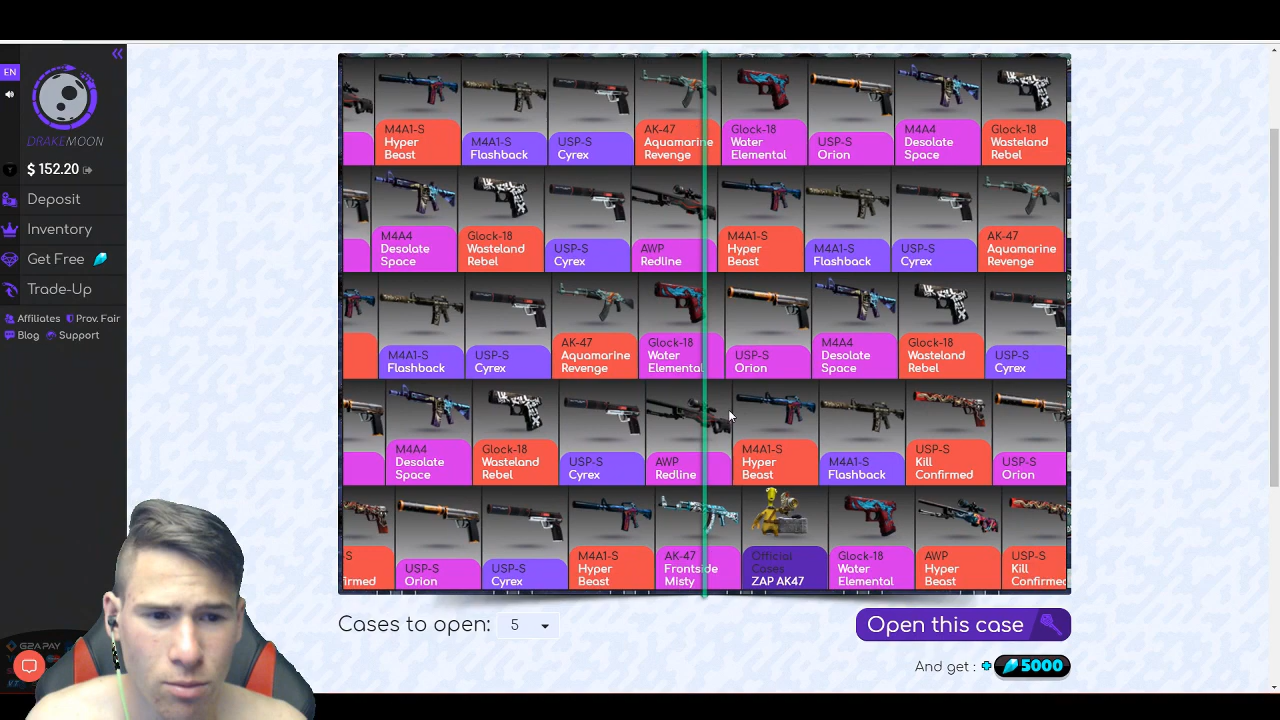 EN
DRAKEMOON
$ 152.20
Deposit
Inventory
Get Free
Trade-Up
Affiliates Prov. Fair
Blog Support
G2A PAY
M4A1-S Hyper Beast
M4A1-S Flashback
USP-S Cyrex
AK-47 Aquamarine Revenge
Glock-18 Water Elemental
USP-S Orion
M4A4 Desolate Space
Glock-18 Wasteland Rebel
M4A4 Desolate Space
Glock-18 Wasteland Rebel
USP-S Cyrex
AWP Redline
M4A1-S Hyper Beast
M4A1-S Flashback
USP-S Cyrex
AK-47 Aquamarine Revenge
M4A1-S Flashback
USP-S Cyrex
AK-47 Aquamarine Revenge
Glock-18 Water Elemental
USP-S Orion
M4A4 Desolate Space
Glock-18 Wasteland Rebel
USP-S Cyrex
M4A4 Desolate Space
Glock-18 Wasteland Rebel
USP-S Cyrex
AWP Redline
M4A1-S Hyper Beast
M4A1-S Flashback
USP-S Kill Confirmed
USP-S Orion
S firmed
USP-S Orion
USP-S Cyrex
M4A1-S Hyper Beast
AK-47 Frontside Misty
Official Cases ZAP AK47
Glock-18 Water Elemental
AWP Hyper Beast
USP-S Kill Confirmed
Cases to open: 5
Open this case
And get : 5000